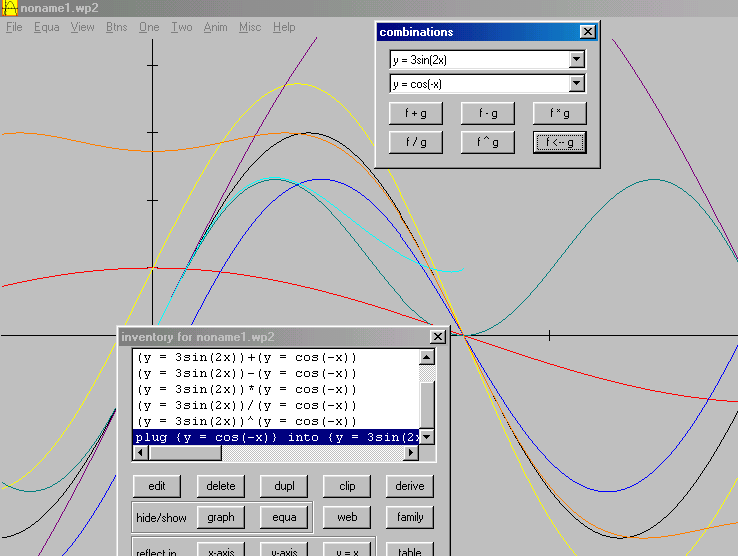 noname1.wp2
File Equa View Btns One Two Anim Misc Help
combinations
y = 3sin(2x)
y = cos(-x)
f + g f - g f * g
f / g f ^ g f <-- g
inventory for noname1.wp2
(y = 3sin(2x))+(y = cos(-x))
(y = 3sin(2x))-(y = cos(-x))
(y = 3sin(2x))*(y = cos(-x))
(y = 3sin(2x))/(y = cos(-x))
(y = 3sin(2x))^(y = cos(-x))
plug {y = cos(-x)} into {y = 3sin(2x
edit delete dupl clip derive
hide/show graph equa web family
reflect in x-axis y-axis y = x table